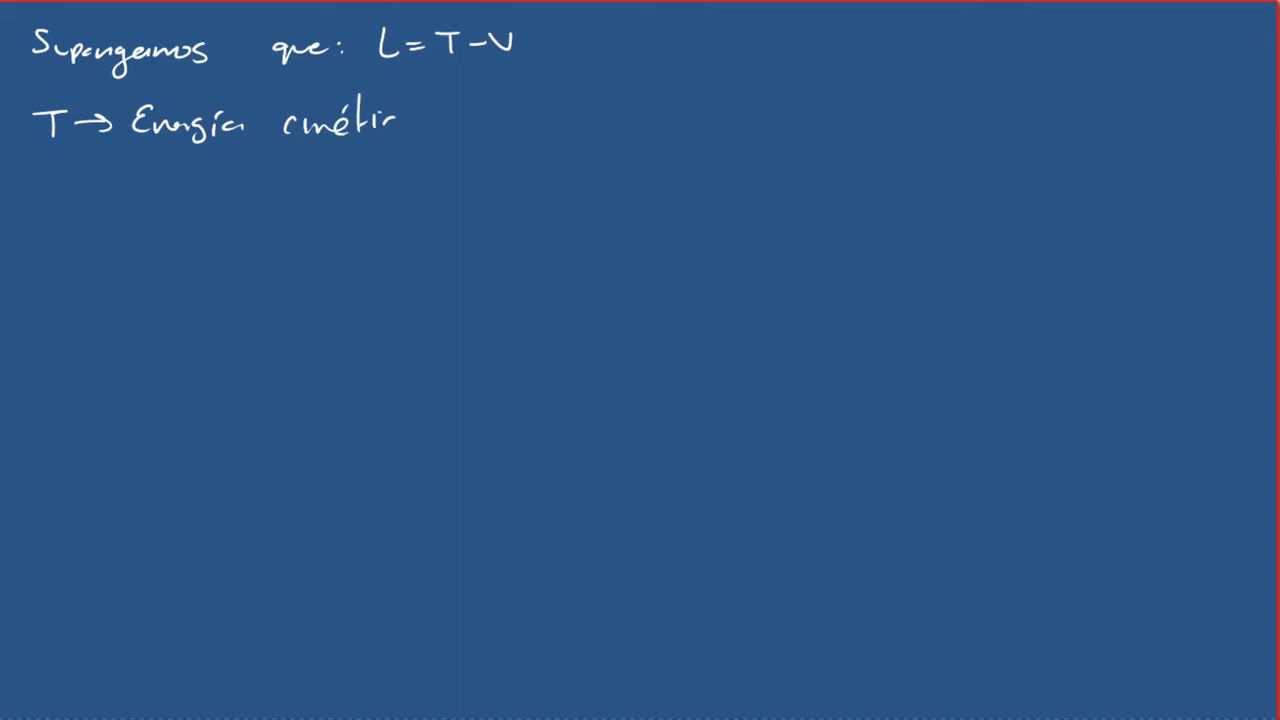 Supongamos que: L = T - V
T → Energía cinétic